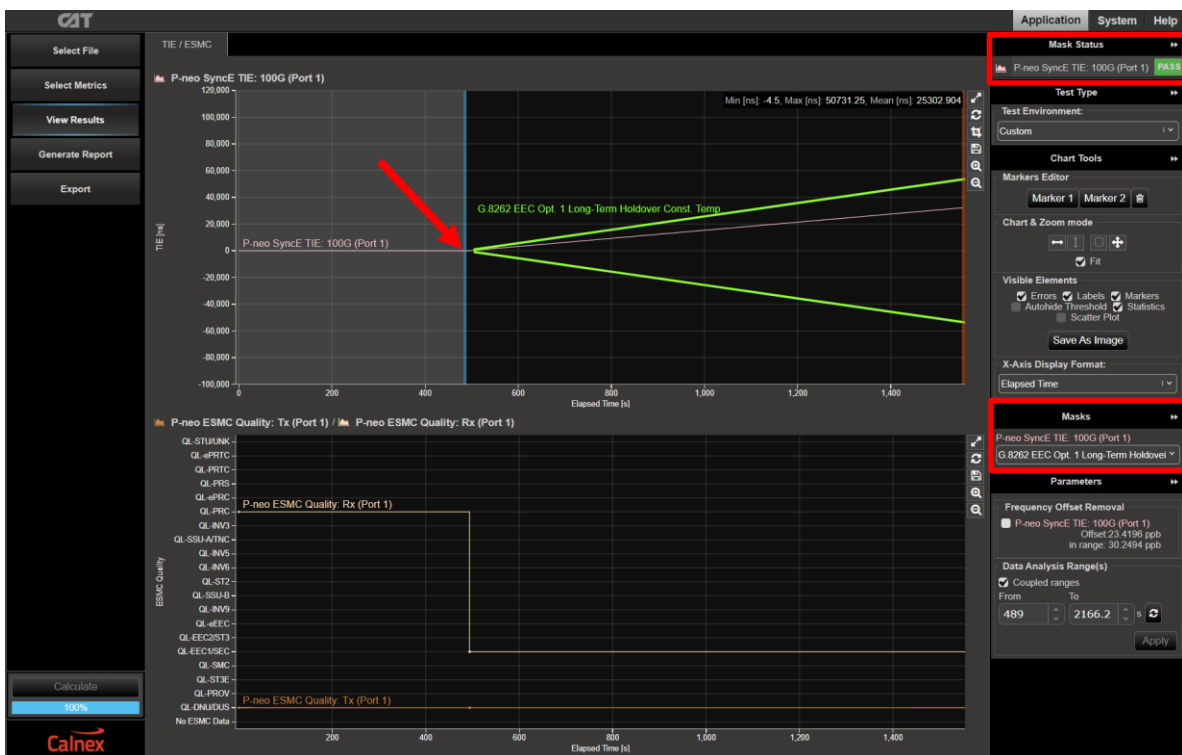 CAT
Application System Help
Select File
Select Metrics
View Results
Generate Report
Export
Calculate
100%
Calnex
TIE / ESMC
P-neo SyncE TIE: 100G (Port 1)
Min [ns]: -4.5, Max [ns]: 50731.25, Mean [ns]: 25302.904
TIE [ns]
120,000
100,000
80,000
60,000
40,000
20,000
0
-20,000
-40,000
-60,000
-80,000
-100,000
G.8262 EEC Opt. 1 Long-Term Holdover Const. Temp
P-neo SyncE TIE: 100G (Port 1)
0 200 400 600 800 1,000 1,200 1,400
Elapsed Time [s]
P-neo ESMC Quality: Tx (Port 1) / P-neo ESMC Quality: Rx (Port 1)
ESMC Quality
QL-STU/UNK
QL-ePRTC
QL-PRTC
QL-PRS
QL-ePRC
QL-PRC
QL-INV3
QL-SSU-A/TNC
QL-INV5
QL-INV6
QL-ST2
QL-SSU-B
QL-INV9
QL-eEEC
QL-EEC2/ST3
QL-EEC1/SEC
QL-SMC
QL-ST3E
QL-PROV
QL-DNU/DUS
No ESMC Data
P-neo ESMC Quality: Rx (Port 1)
P-neo ESMC Quality: Tx (Port 1)
200 400 600 800 1,000 1,200 1,400
Elapsed Time [s]
Mask Status
P-neo SyncE TIE: 100G (Port 1) PASS
Test Type
Test Environment:
Custom
Chart Tools
Markers Editor
Marker 1 Marker 2
Chart & Zoom mode
Fit
Visible Elements
Errors Labels Markers
Autohide Threshold Statistics
Scatter Plot
Save As Image
X-Axis Display Format:
Elapsed Time
Masks
P-neo SyncE TIE: 100G (Port 1)
G.8262 EEC Opt. 1 Long-Term Holdover
Parameters
Frequency Offset Removal
P-neo SyncE TIE: 100G (Port 1)
Offset:23.4196 ppb
in range: 30.2494 ppb
Data Analysis Range(s)
Coupled ranges
From To
489 2166.2 s
Apply